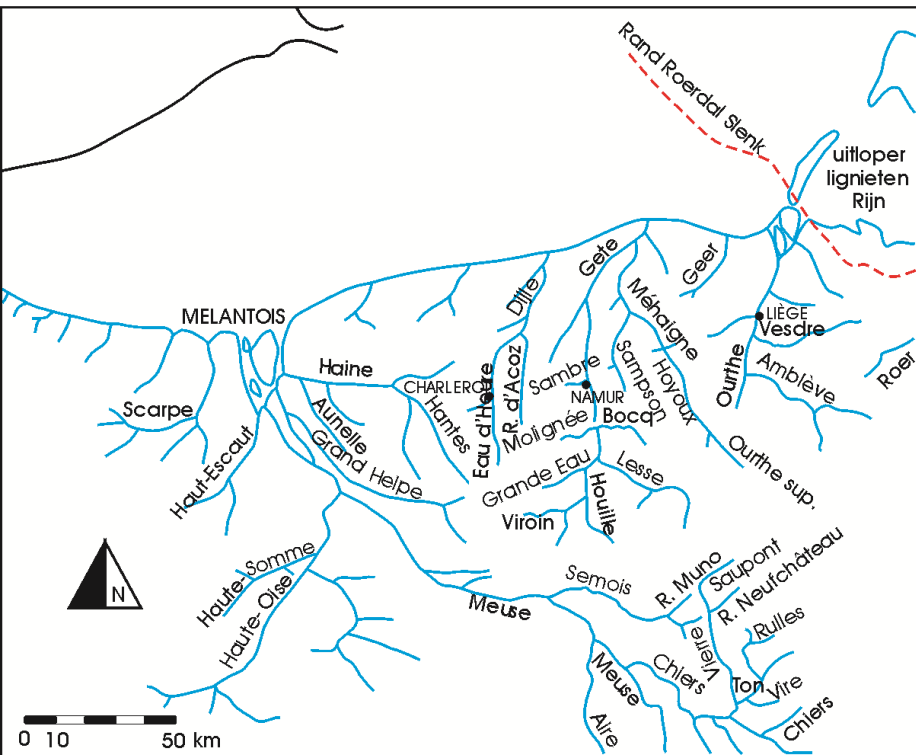 Rand Roerdal Slenk
uitloper
lignieten
Rijn
Gete
Geer
Dijle
Méhaigne
MELANTOIS
LIÈGE
Vesdre
Haine
CHARLEROI
Sambre
Sampson
Hoyoux
Ourthe
Amblève
Roer
Scarpe
Aunelle
Hantes
Eau d'Heure
R. d'Acoz
NAMUR
Molignée
Bocq
Haut-Escaut
Grand Helpe
Grande Eau
Lesse
Ourthe sup.
Viroin
Houille
N
Haute-Somme
Haute-Oise
Meuse
Semois
R. Muno
Saupont
R. Neufchâteau
Rulles
Vierre
Meuse
Chiers
Ton
Vire
Chiers
Aire
0 10 50 km